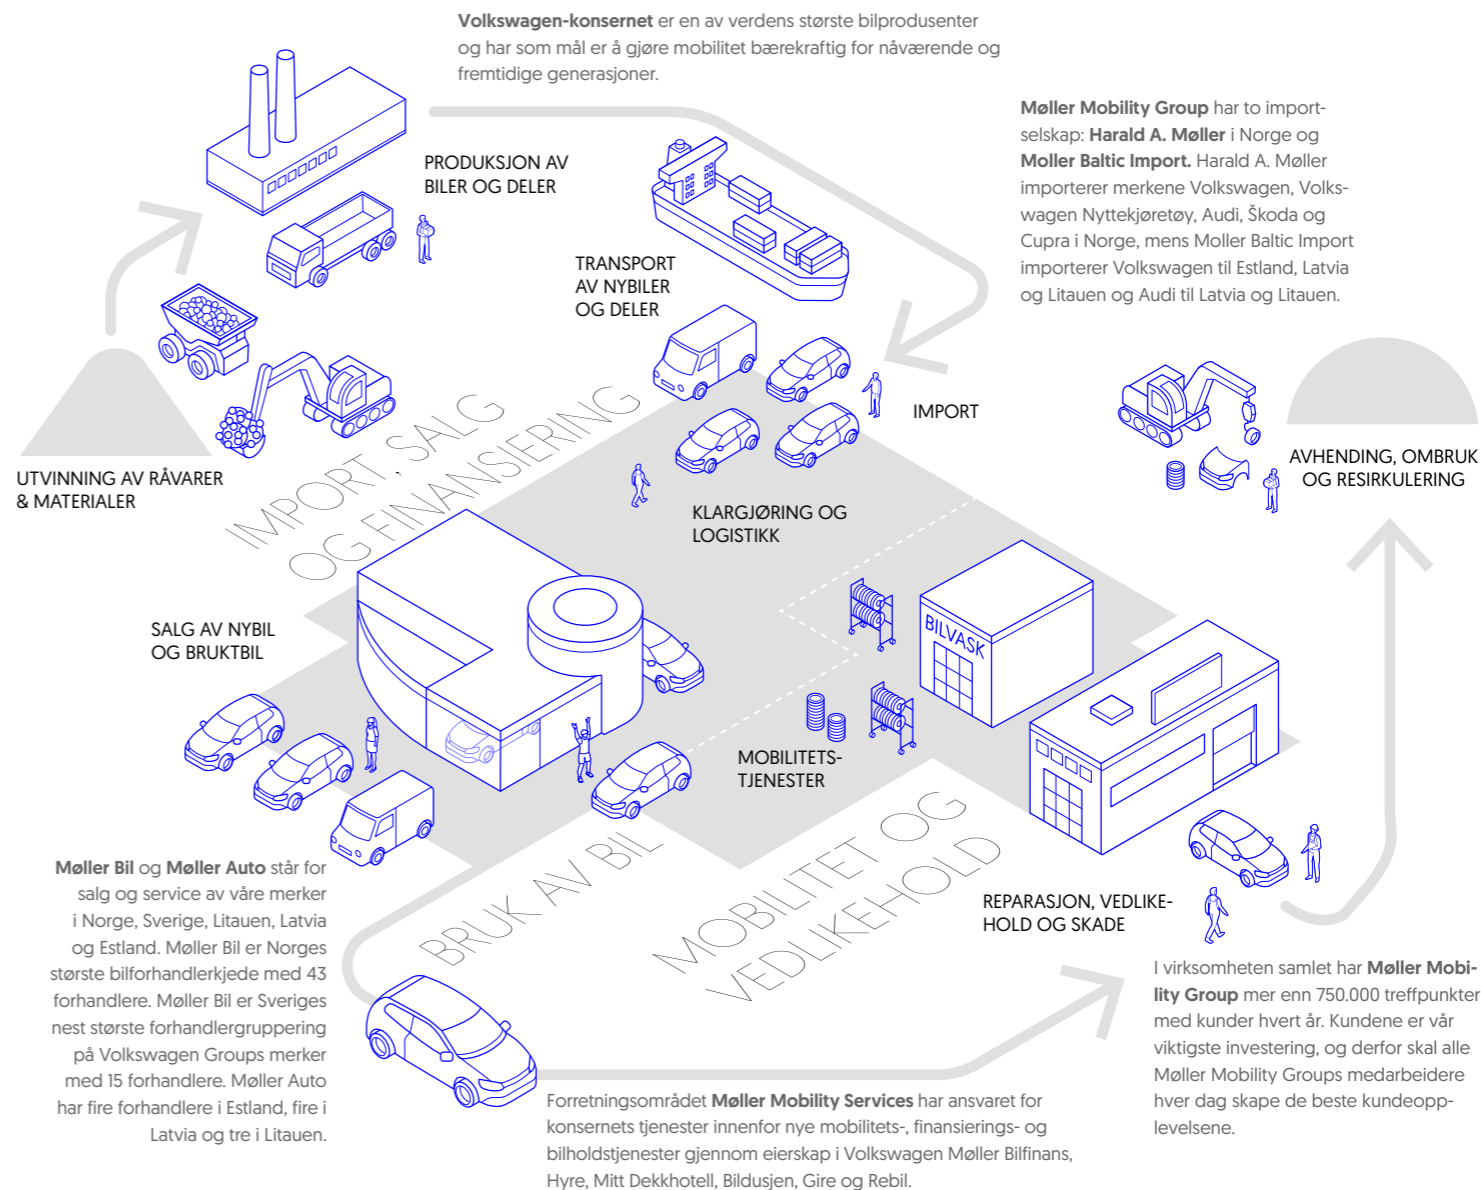 Volkswagen-konsernet er en av verdens største bilprodusenter
og har som mål er å gjøre mobilitet bærekraftig for nåværende og
fremtidige generasjoner.
Møller Mobility Group har to import-
selskap: Harald A. Møller i Norge og
Moller Baltic Import. Harald A. Møller
importerer merkene Volkswagen, Volks-
wagen Nyttekjøretøy, Audi, Škoda og
Cupra i Norge, mens Moller Baltic Import
importerer Volkswagen til Estland, Latvia
og Litauen og Audi til Latvia og Litauen.
PRODUKSJON AV
BILER OG DELER
TRANSPORT
AV NYBILER
OG DELER
IMPORT
UTVINNING AV RÅVARER
& MATERIALER
IMPORT, SALG
OG FINANSIERING
KLARGJØRING OG
LOGISTIKK
AVHENDING, OMBRUK
OG RESIRKULERING
SALG AV NYBIL
OG BRUKTBIL
BILVASK
MOBILITETS-
TJENESTER
BRUK AV BIL
MOBILITET OG
VEDLIKEHOLD
REPARASJON, VEDLIKE-
HOLD OG SKADE
Møller Bil og Møller Auto står for
salg og service av våre merker
i Norge, Sverige, Litauen, Latvia
og Estland. Møller Bil er Norges
største bilforhandlerkjede med 43
forhandlere. Møller Bil er Sveriges
nest største forhandlergruppering
på Volkswagen Groups merker
med 15 forhandlere. Møller Auto
har fire forhandlere i Estland, fire i
Latvia og tre i Litauen.
Forretningsområdet Møller Mobility Services har ansvaret for
konsernets tjenester innenfor nye mobilitets-, finansierings- og
bilholdstjenester gjennom eierskap i Volkswagen Møller Bilfinans,
Hyre, Mitt Dekkhotell, Bildusjen, Gire og Rebil.
I virksomheten samlet har Møller Mobi-
lity Group mer enn 750.000 treffpunkter
med kunder hvert år. Kundene er vår
viktigste investering, og derfor skal alle
Møller Mobility Groups medarbeidere
hver dag skape de beste kundeopp-
levelsene.